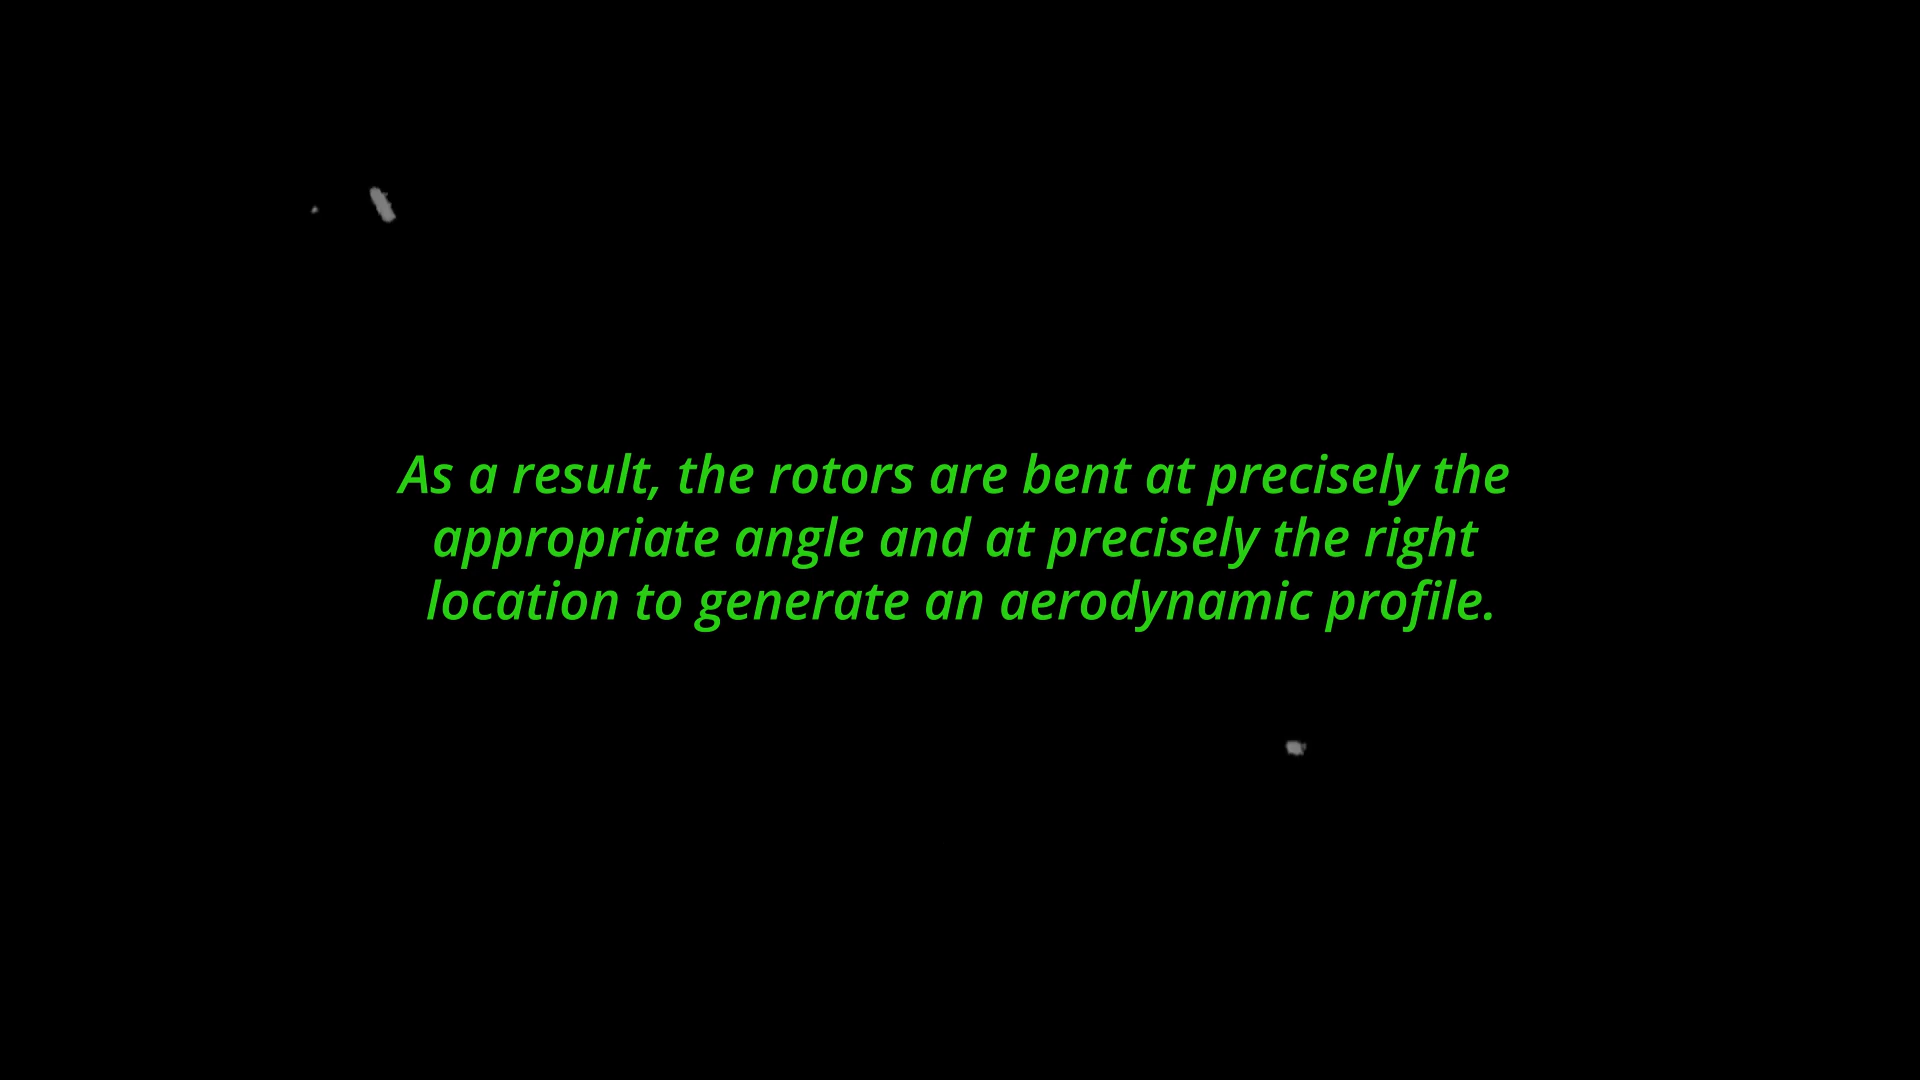 As a result, the rotors are bent at precisely the
appropriate angle and at precisely the right
location to generate an aerodynamic profile.